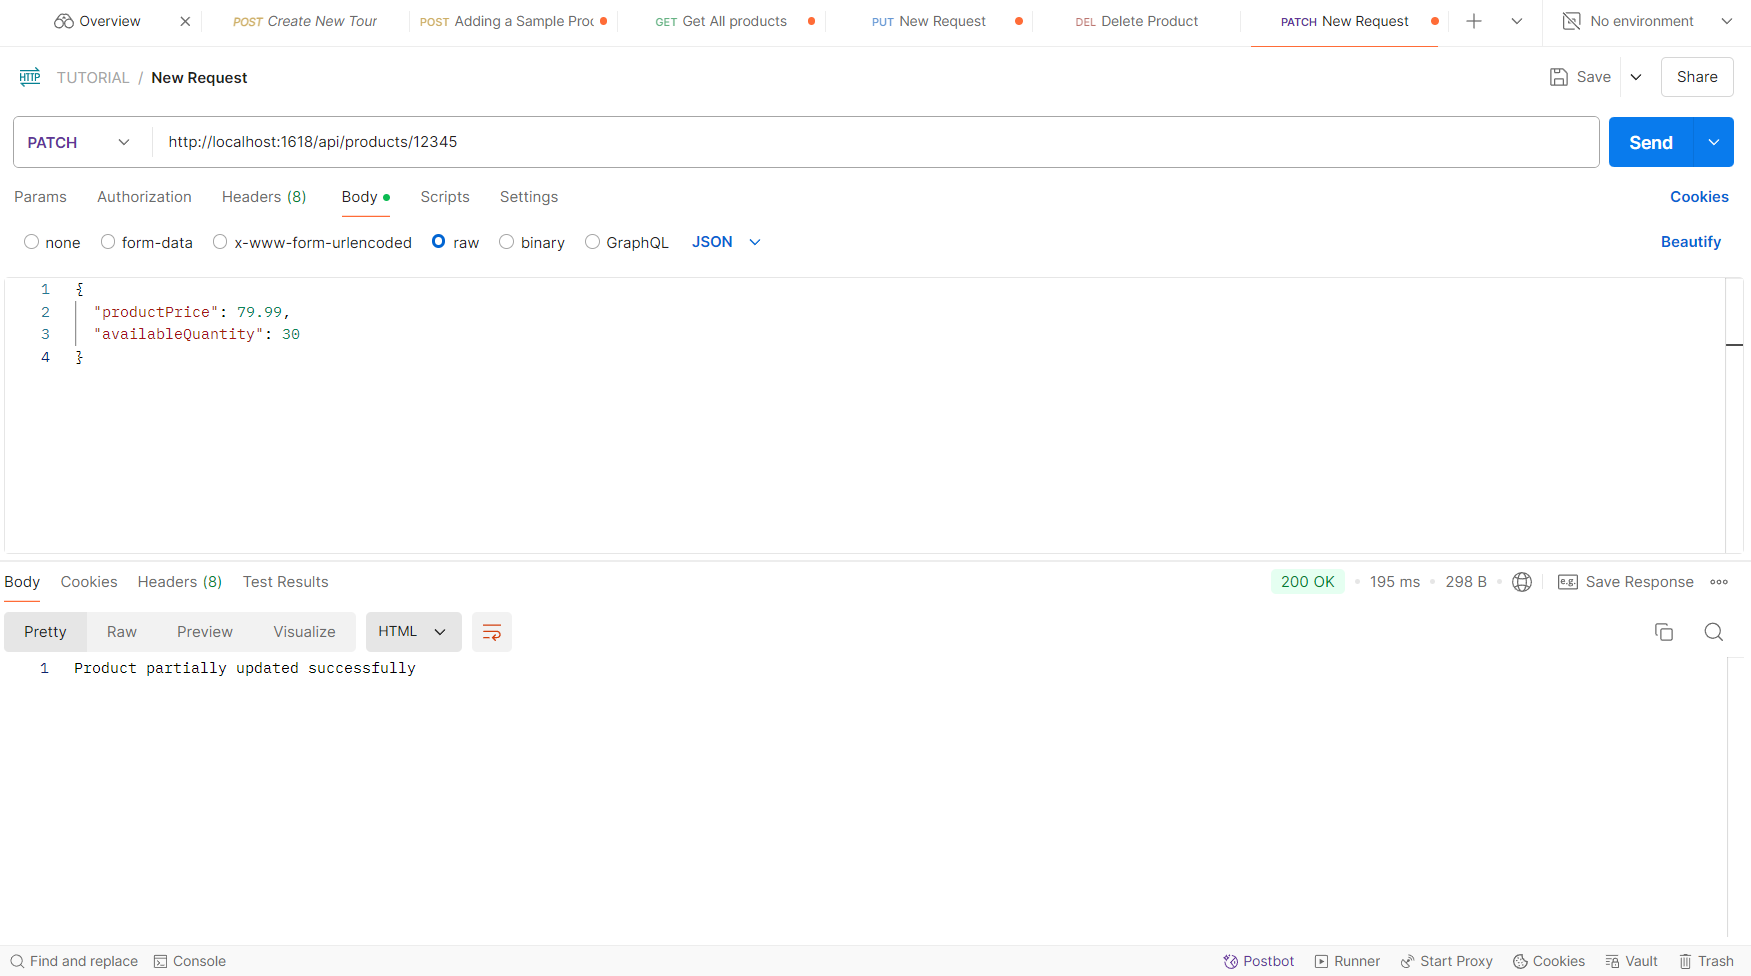 Overview
POST Create New Tour
POST Adding a Sample Proc
GET Get All products
PUT New Request
DEL Delete Product
PATCH New Request
No environment
HTTP TUTORIAL / New Request
Save
Share
PATCH http://localhost:1618/api/products/12345
Send
Params Authorization Headers (8) Body Scripts Settings
Cookies
none form-data x-www-form-urlencoded raw binary GraphQL JSON
Beautify
1 {
2 "productPrice": 79.99,
3 "availableQuantity": 30
4 }
Body Cookies Headers (8) Test Results
200 OK • 195 ms • 298 B •
e.g. Save Response
Pretty Raw Preview Visualize HTML
1 Product partially updated successfully
Find and replace Console
Postbot Runner Start Proxy Cookies Vault Trash